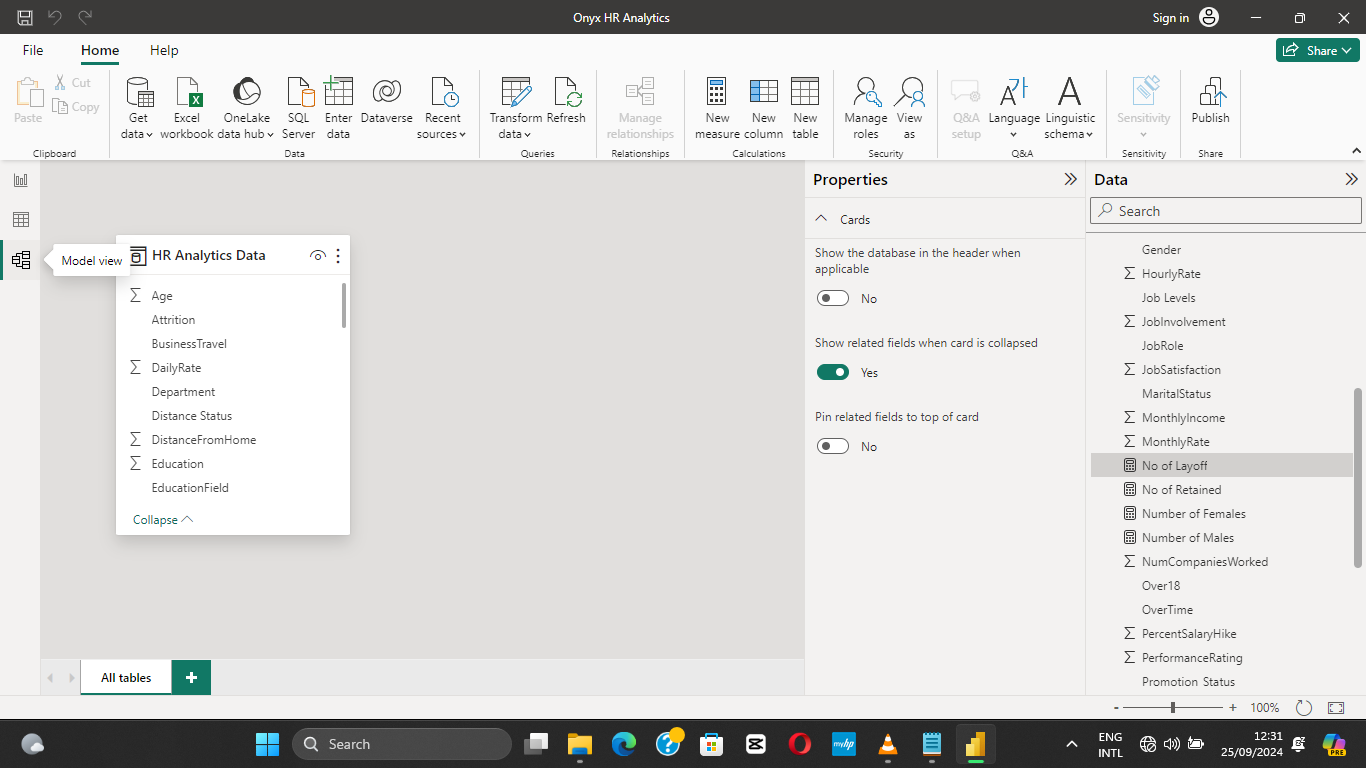 Onyx HR Analytics
Sign in
File
Home
Help
Share
Paste
Cut
Copy
Clipboard
Get data
Excel workbook
OneLake data hub
SQL Server
Enter data
Dataverse
Recent sources
Data
Transform data
Refresh
Queries
Manage relationships
Relationships
New measure
New column
New table
Calculations
Manage roles
View as
Security
Q&A setup
Language
Linguistic schema
Q&A
Sensitivity
Sensitivity
Publish
Share
Model view
HR Analytics Data
Age
Attrition
BusinessTravel
DailyRate
Department
Distance Status
DistanceFromHome
Education
EducationField
Collapse
Properties
Cards
Show the database in the header when
applicable
No
Show related fields when card is collapsed
Yes
Pin related fields to top of card
No
Data
Search
Gender
HourlyRate
Job Levels
JobInvolvement
JobRole
JobSatisfaction
MaritalStatus
MonthlyIncome
MonthlyRate
No of Layoff
No of Retained
Number of Females
Number of Males
NumCompaniesWorked
Over18
OverTime
PercentSalaryHike
PerformanceRating
Promotion Status
All tables
+
- + 100%
Search
myhp
ENG
INTL
12:31
25/09/2024
PRE